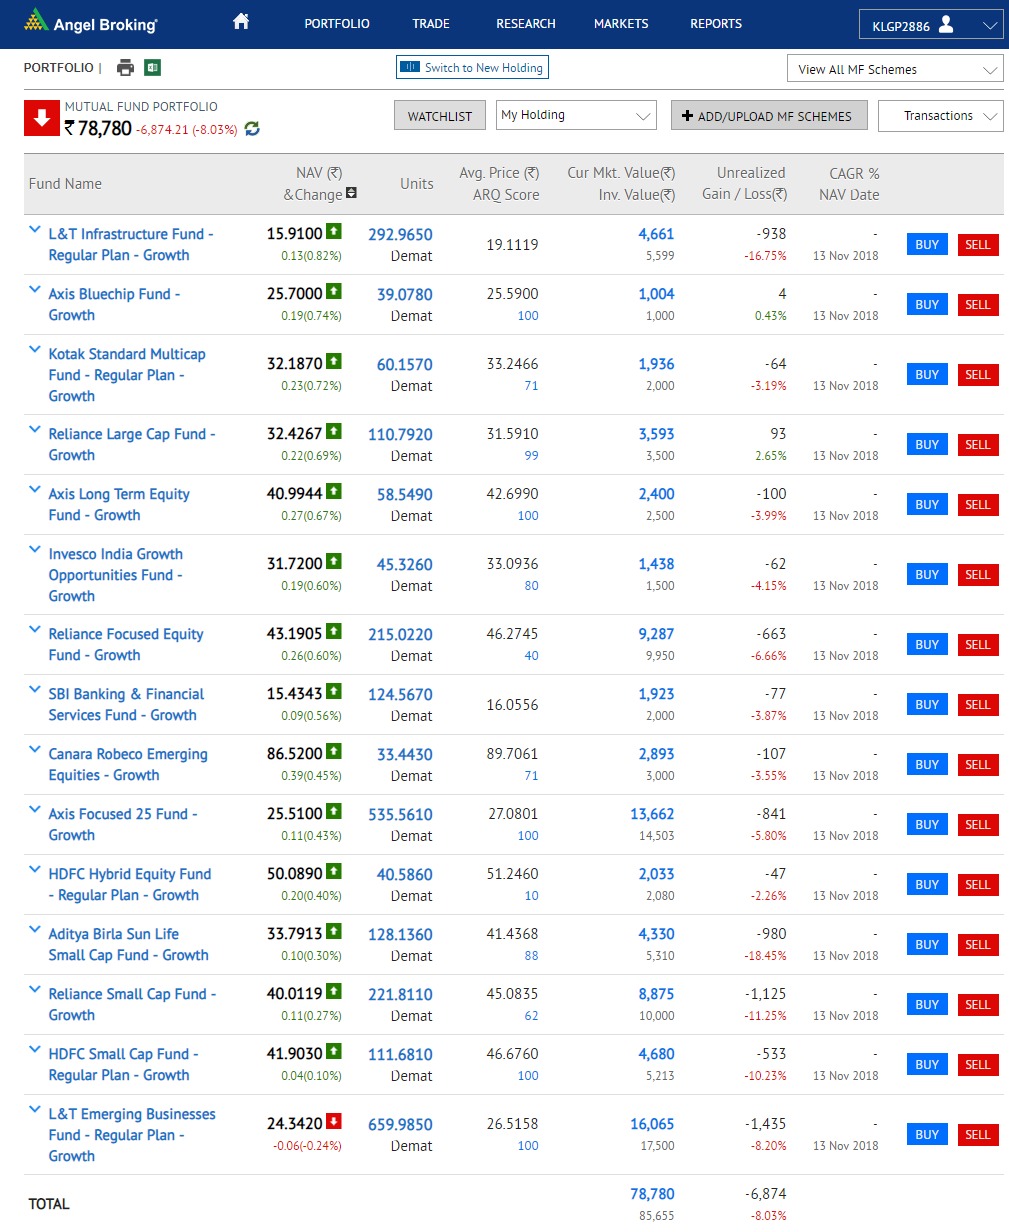 Angel Broking
PORTFOLIO TRADE RESEARCH MARKETS REPORTS KLGP2886
PORTFOLIO | Switch to New Holding View All MF Schemes
MUTUAL FUND PORTFOLIO
₹ 78,780 -6,874.21 (-8.03%)
WATCHLIST My Holding + ADD/UPLOAD MF SCHEMES Transactions
Fund Name NAV (₹) &Change Units Avg. Price (₹) ARQ Score Cur Mkt. Value(₹) Inv. Value(₹) Unrealized Gain / Loss(₹) CAGR % NAV Date
L&T Infrastructure Fund - 15.9100 292.9650 19.1119 4,661 -938 - BUY SELL
Regular Plan - Growth 0.13(0.82%) Demat 5,599 -16.75% 13 Nov 2018
Axis Bluechip Fund - 25.7000 39.0780 25.5900 1,004 4 - BUY SELL
Growth 0.19(0.74%) Demat 100 1,000 0.43% 13 Nov 2018
Kotak Standard Multicap
Fund - Regular Plan - 32.1870 60.1570 33.2466 1,936 -64 - BUY SELL
Growth 0.23(0.72%) Demat 71 2,000 -3.19% 13 Nov 2018
Reliance Large Cap Fund - 32.4267 110.7920 31.5910 3,593 93 - BUY SELL
Growth 0.22(0.69%) Demat 99 3,500 2.65% 13 Nov 2018
Axis Long Term Equity 40.9944 58.5490 42.6990 2,400 -100 - BUY SELL
Fund - Growth 0.27(0.67%) Demat 100 2,500 -3.99% 13 Nov 2018
Invesco India Growth
Opportunities Fund - 31.7200 45.3260 33.0936 1,438 -62 - BUY SELL
Growth 0.19(0.60%) Demat 80 1,500 -4.15% 13 Nov 2018
Reliance Focused Equity 43.1905 215.0220 46.2745 9,287 -663 - BUY SELL
Fund - Growth 0.26(0.60%) Demat 40 9,950 -6.66% 13 Nov 2018
SBI Banking & Financial 15.4343 124.5670 16.0556 1,923 -77 - BUY SELL
Services Fund - Growth 0.09(0.56%) Demat 2,000 -3.87% 13 Nov 2018
Canara Robeco Emerging 86.5200 33.4430 89.7061 2,893 -107 - BUY SELL
Equities - Growth 0.39(0.45%) Demat 71 3,000 -3.55% 13 Nov 2018
Axis Focused 25 Fund - 25.5100 535.5610 27.0801 13,662 -841 - BUY SELL
Growth 0.11(0.43%) Demat 100 14,503 -5.80% 13 Nov 2018
HDFC Hybrid Equity Fund 50.0890 40.5860 51.2460 2,033 -47 - BUY SELL
- Regular Plan - Growth 0.20(0.40%) Demat 10 2,080 -2.26% 13 Nov 2018
Aditya Birla Sun Life 33.7913 128.1360 41.4368 4,330 -980 - BUY SELL
Small Cap Fund - Growth 0.10(0.30%) Demat 88 5,310 -18.45% 13 Nov 2018
Reliance Small Cap Fund - 40.0119 221.8110 45.0835 8,875 -1,125 - BUY SELL
Growth 0.11(0.27%) Demat 62 10,000 -11.25% 13 Nov 2018
HDFC Small Cap Fund - 41.9030 111.6810 46.6760 4,680 -533 - BUY SELL
Regular Plan - Growth 0.04(0.10%) Demat 100 5,213 -10.23% 13 Nov 2018
L&T Emerging Businesses
Fund - Regular Plan - 24.3420 659.9850 26.5158 16,065 -1,435 - BUY SELL
Growth -0.06(-0.24%) Demat 100 17,500 -8.20% 13 Nov 2018
TOTAL 78,780 -6,874
85,655 -8.03%